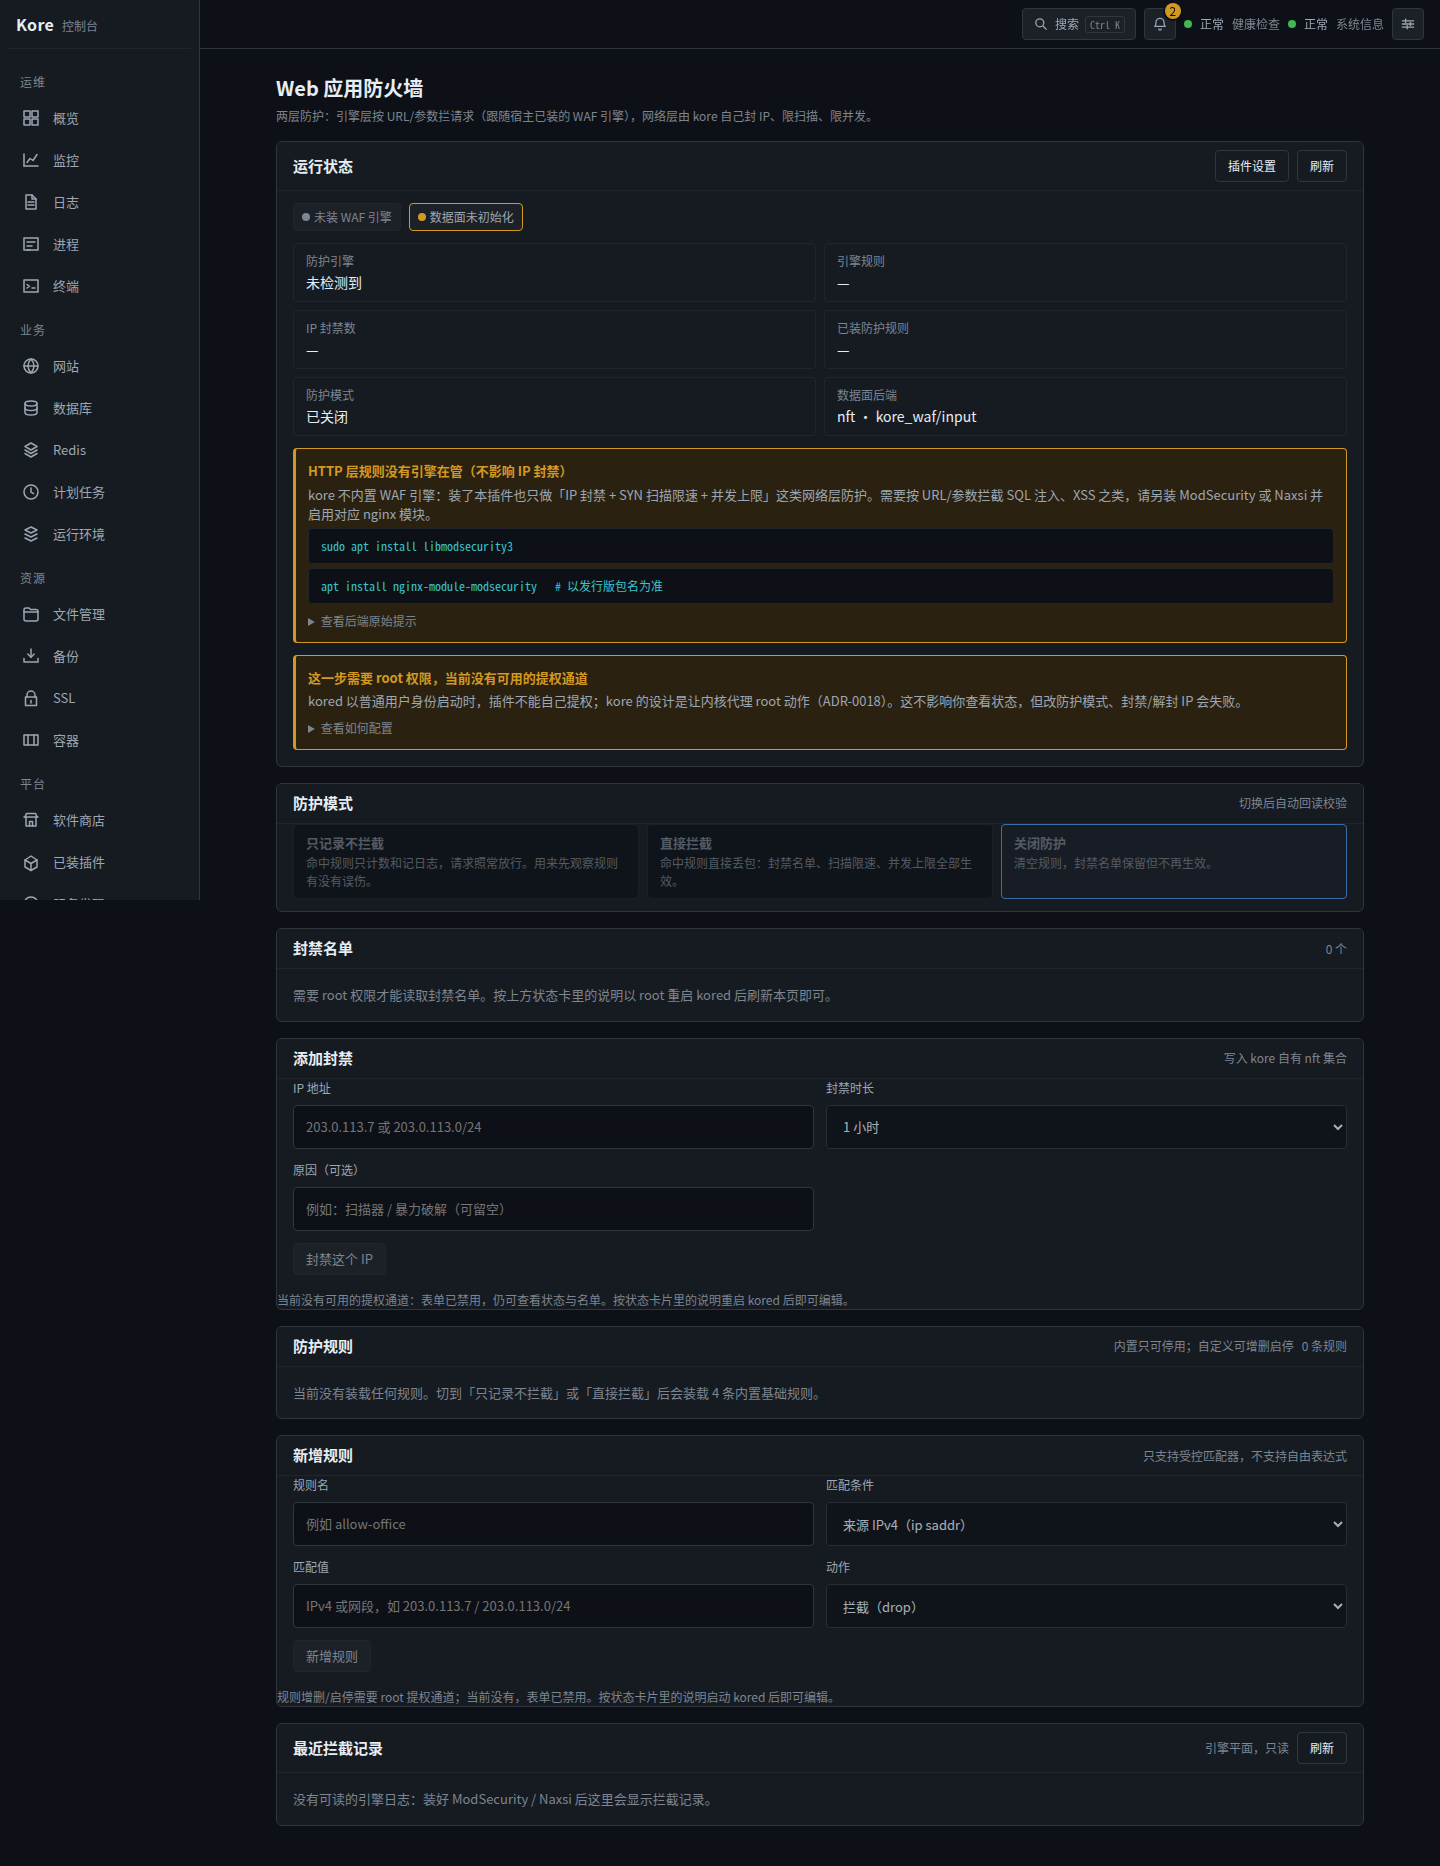 Kore 控制台
搜索 Ctrl K
2
正常 健康检查
正常 系统信息
运维
概览
监控
日志
进程
终端
业务
网站
数据库
Redis
计划任务
运行环境
资源
文件管理
备份
SSL
容器
平台
软件商店
已装插件
Web 应用防火墙
两层防护：引擎层按 URL/参数拦请求（跟随宿主已装的 WAF 引擎），网络层由 kore 自己封 IP、限扫描、限并发。
运行状态
插件设置
刷新
未装 WAF 引擎
数据面未初始化
防护引擎
未检测到
引擎规则
—
IP 封禁数
—
已装防护规则
—
防护模式
已关闭
数据面后端
nft · kore_waf/input
HTTP 层规则没有引擎在管（不影响 IP 封禁）
kore 不内置 WAF 引擎：装了本插件也只做「IP 封禁 + SYN 扫描限速 + 并发上限」这类网络层防护。需要按 URL/参数拦截 SQL 注入、XSS 之类，请另装 ModSecurity 或 Naxsi 并
启用对应 nginx 模块。
sudo apt install libmodsecurity3
apt install nginx-module-modsecurity   # 以发行版包名为准
▶ 查看后端原始提示
这一步需要 root 权限，当前没有可用的提权通道
kored 以普通用户身份启动时，插件不能自己提权；kore 的设计是让内核代理 root 动作（ADR-0018）。这不影响你查看状态，但改防护模式、封禁/解封 IP 会失败。
▶ 查看如何配置
防护模式
切换后自动回读校验
只记录不拦截
命中规则只计数和记日志，请求照常放行。用来先观察规则
有没有误伤。
直接拦截
命中规则直接丢包：封禁名单、扫描限速、并发上限全部生
效。
关闭防护
清空规则，封禁名单保留但不再生效。
封禁名单
0 个
需要 root 权限才能读取封禁名单。按上方状态卡里的说明以 root 重启 kored 后刷新本页即可。
添加封禁
写入 kore 自有 nft 集合
IP 地址
203.0.113.7 或 203.0.113.0/24
封禁时长
1 小时
原因（可选）
例如：扫描器 / 暴力破解（可留空）
封禁这个 IP
当前没有可用的提权通道：表单已禁用，仍可查看状态与名单。按状态卡片里的说明重启 kored 后即可编辑。
防护规则
内置只可停用；自定义可增删启停 0 条规则
当前没有装载任何规则。切到「只记录不拦截」或「直接拦截」后会装载 4 条内置基础规则。
新增规则
只支持受控匹配器，不支持自由表达式
规则名
例如 allow-office
匹配条件
来源 IPv4（ip saddr）
匹配值
IPv4 或网段，如 203.0.113.7 / 203.0.113.0/24
动作
拦截（drop）
新增规则
规则增删/启停需要 root 提权通道；当前没有，表单已禁用。按状态卡片里的说明启动 kored 后即可编辑。
最近拦截记录
引擎平面，只读
刷新
没有可读的引擎日志：装好 ModSecurity / Naxsi 后这里会显示拦截记录。